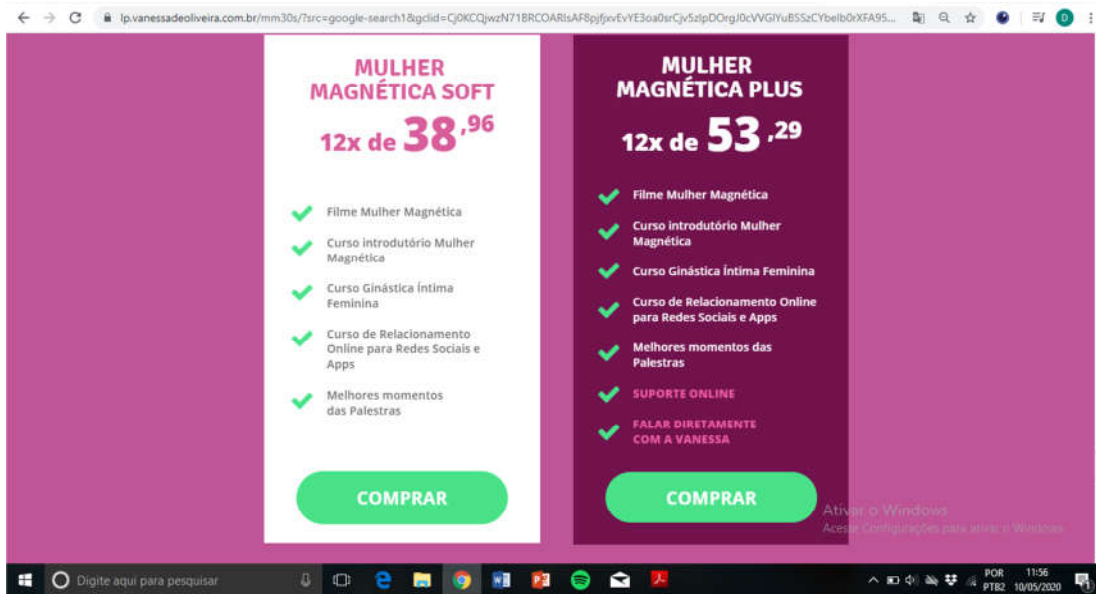 lp.vanessadeoliveira.com.br/mm30s/?src=google-search1&gclid=Cj0KCQjwzN71BRCOARIsAF8pjfjxvEvYE3oa0srCjv5zlpDOrgJ0cVVGlYuBSSzCYbelb0rXFA95...
D
MULHER
MAGNÉTICA SOFT
12x de 38,96
Filme Mulher Magnética
Curso introdutório Mulher
Magnética
Curso Ginástica Íntima
Feminina
Curso de Relacionamento
Online para Redes Sociais e
Apps
Melhores momentos
das Palestras
COMPRAR
MULHER
MAGNÉTICA PLUS
12x de 53,29
Filme Mulher Magnética
Curso introdutório Mulher
Magnética
Curso Ginástica Íntima Feminina
Curso de Relacionamento Online
para Redes Sociais e Apps
Melhores momentos das
Palestras
SUPORTE ONLINE
FALAR DIRETAMENTE
COM A VANESSA
COMPRAR
Ativar o Windows
Acesse Configurações para ativar o Windows.
Digite aqui para pesquisar
POR
PTB2
11:56
10/05/2020